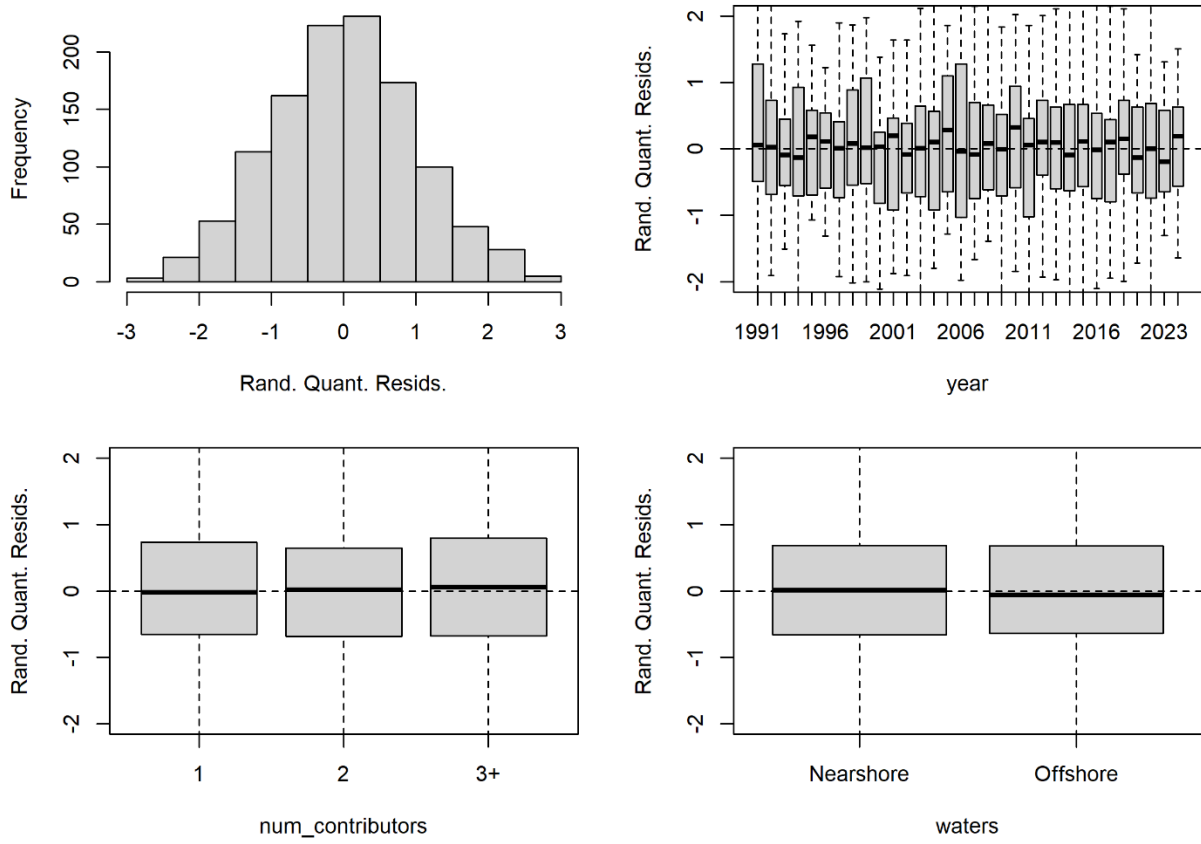 Frequency
200
150
100
50
0
-3 -2 -1 0 1 2 3
Rand. Quant. Resids.
Rand. Quant. Resids.
2
1
0
-1
-2
1991 1996 2001 2006 2011 2016 2023
year
Rand. Quant. Resids.
2
1
0
-1
-2
1 2 3+
num_contributors
Rand. Quant. Resids.
2
1
0
-1
-2
Nearshore Offshore
waters